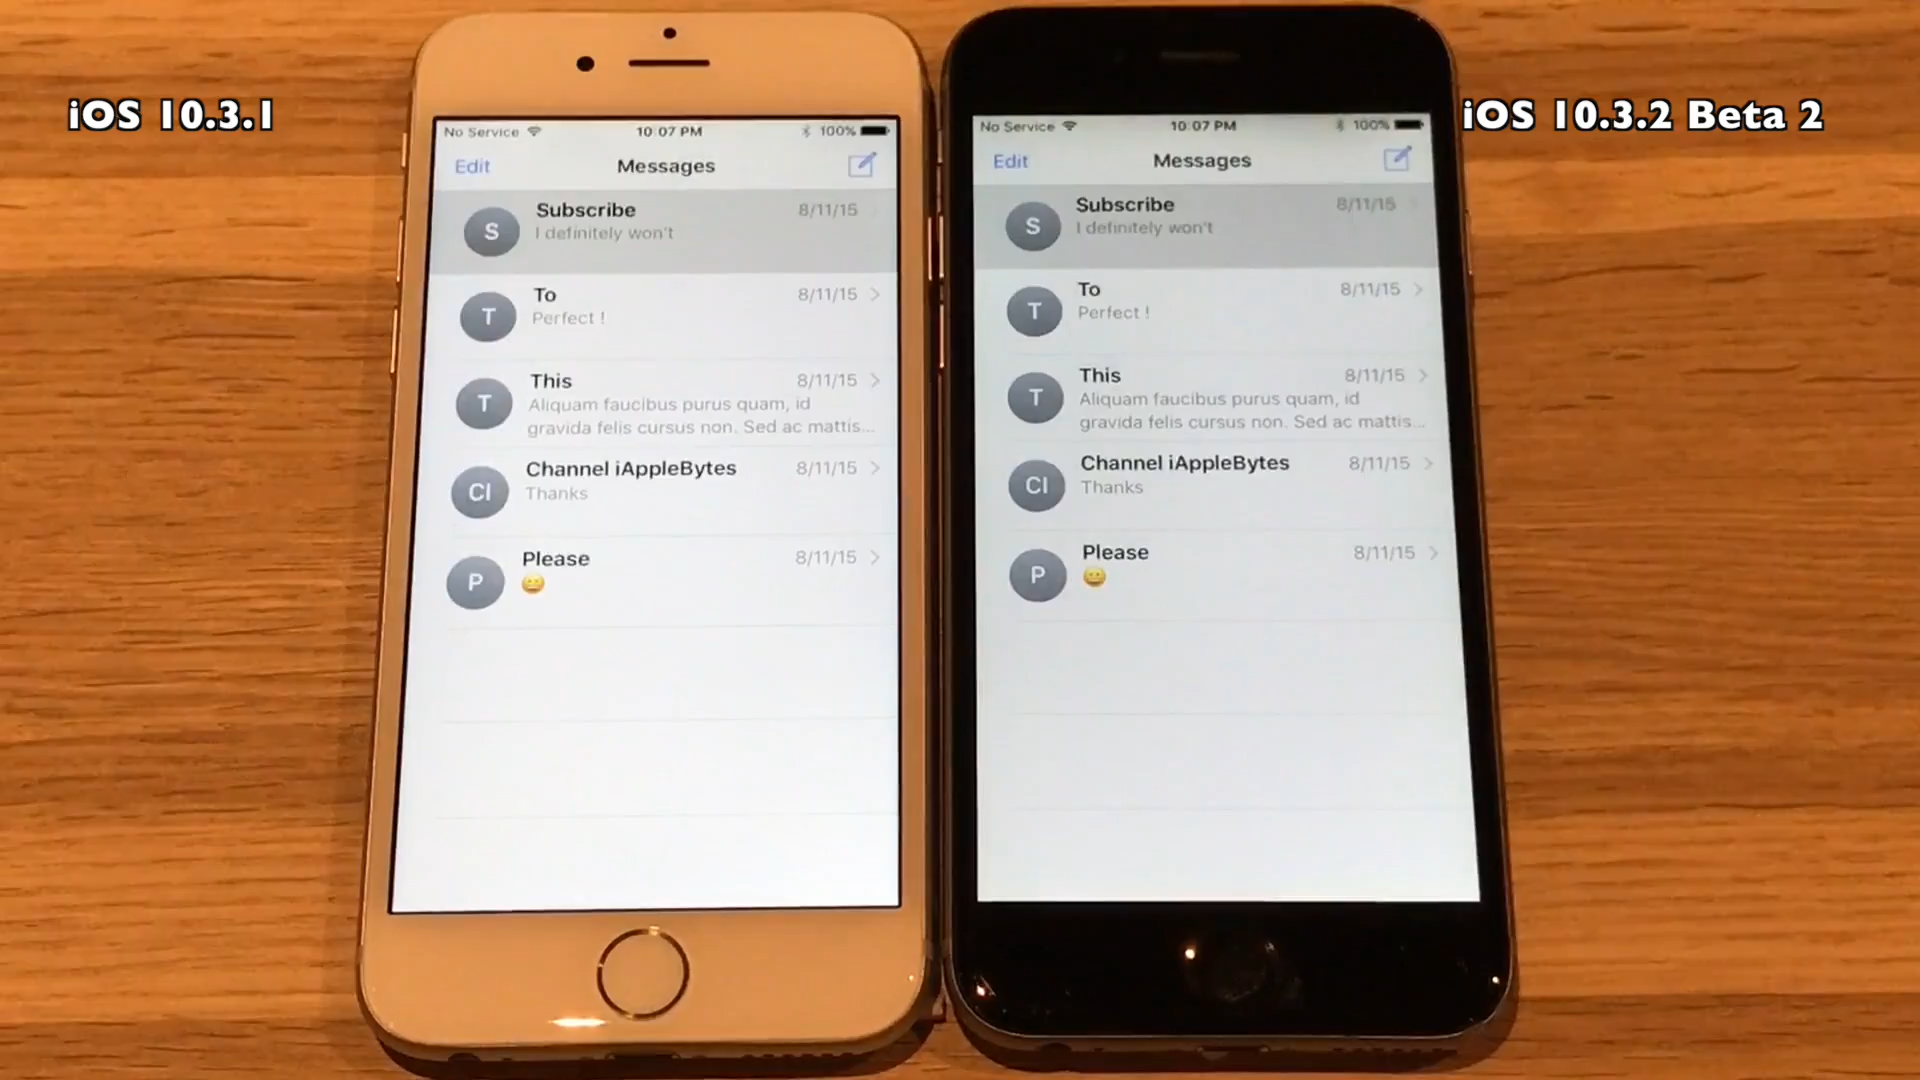 iOS 10.3.1
No Service 10:07 PM 100%
Edit Messages
S Subscribe 8/11/15
I definitely won't
T To 8/11/15
Perfect !
T This 8/11/15
Aliquam faucibus purus quam, id
gravida felis cursus non. Sed ac mattis...
CI Channel iAppleBytes 8/11/15
Thanks
P Please 8/11/15
😀
iOS 10.3.2 Beta 2
No Service 10:07 PM 100%
Edit Messages
S Subscribe 8/11/15
I definitely won't
T To 8/11/15
Perfect !
T This 8/11/15
Aliquam faucibus purus quam, id
gravida felis cursus non. Sed ac mattis...
CI Channel iAppleBytes 8/11/15
Thanks
P Please 8/11/15
😀